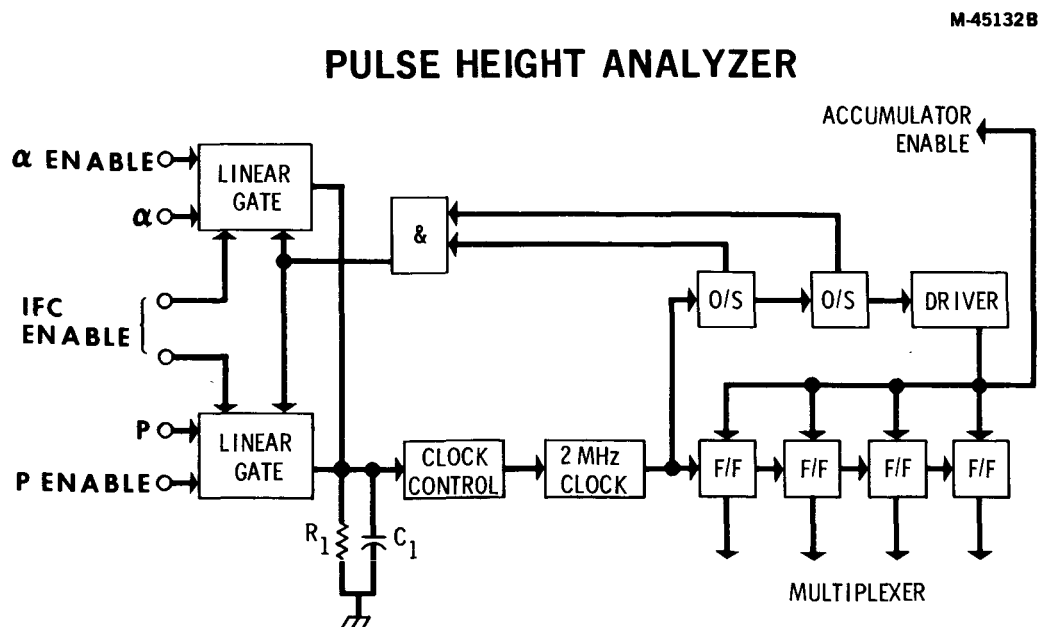 M-45132B
PULSE HEIGHT ANALYZER
ACCUMULATOR
ENABLE
α ENABLE
α
LINEAR
GATE
&
IFC
ENABLE
O/S
O/S
DRIVER
P
P ENABLE
LINEAR
GATE
CLOCK
CONTROL
2 MHz
CLOCK
F/F
F/F
F/F
F/F
R1
C1
MULTIPLEXER